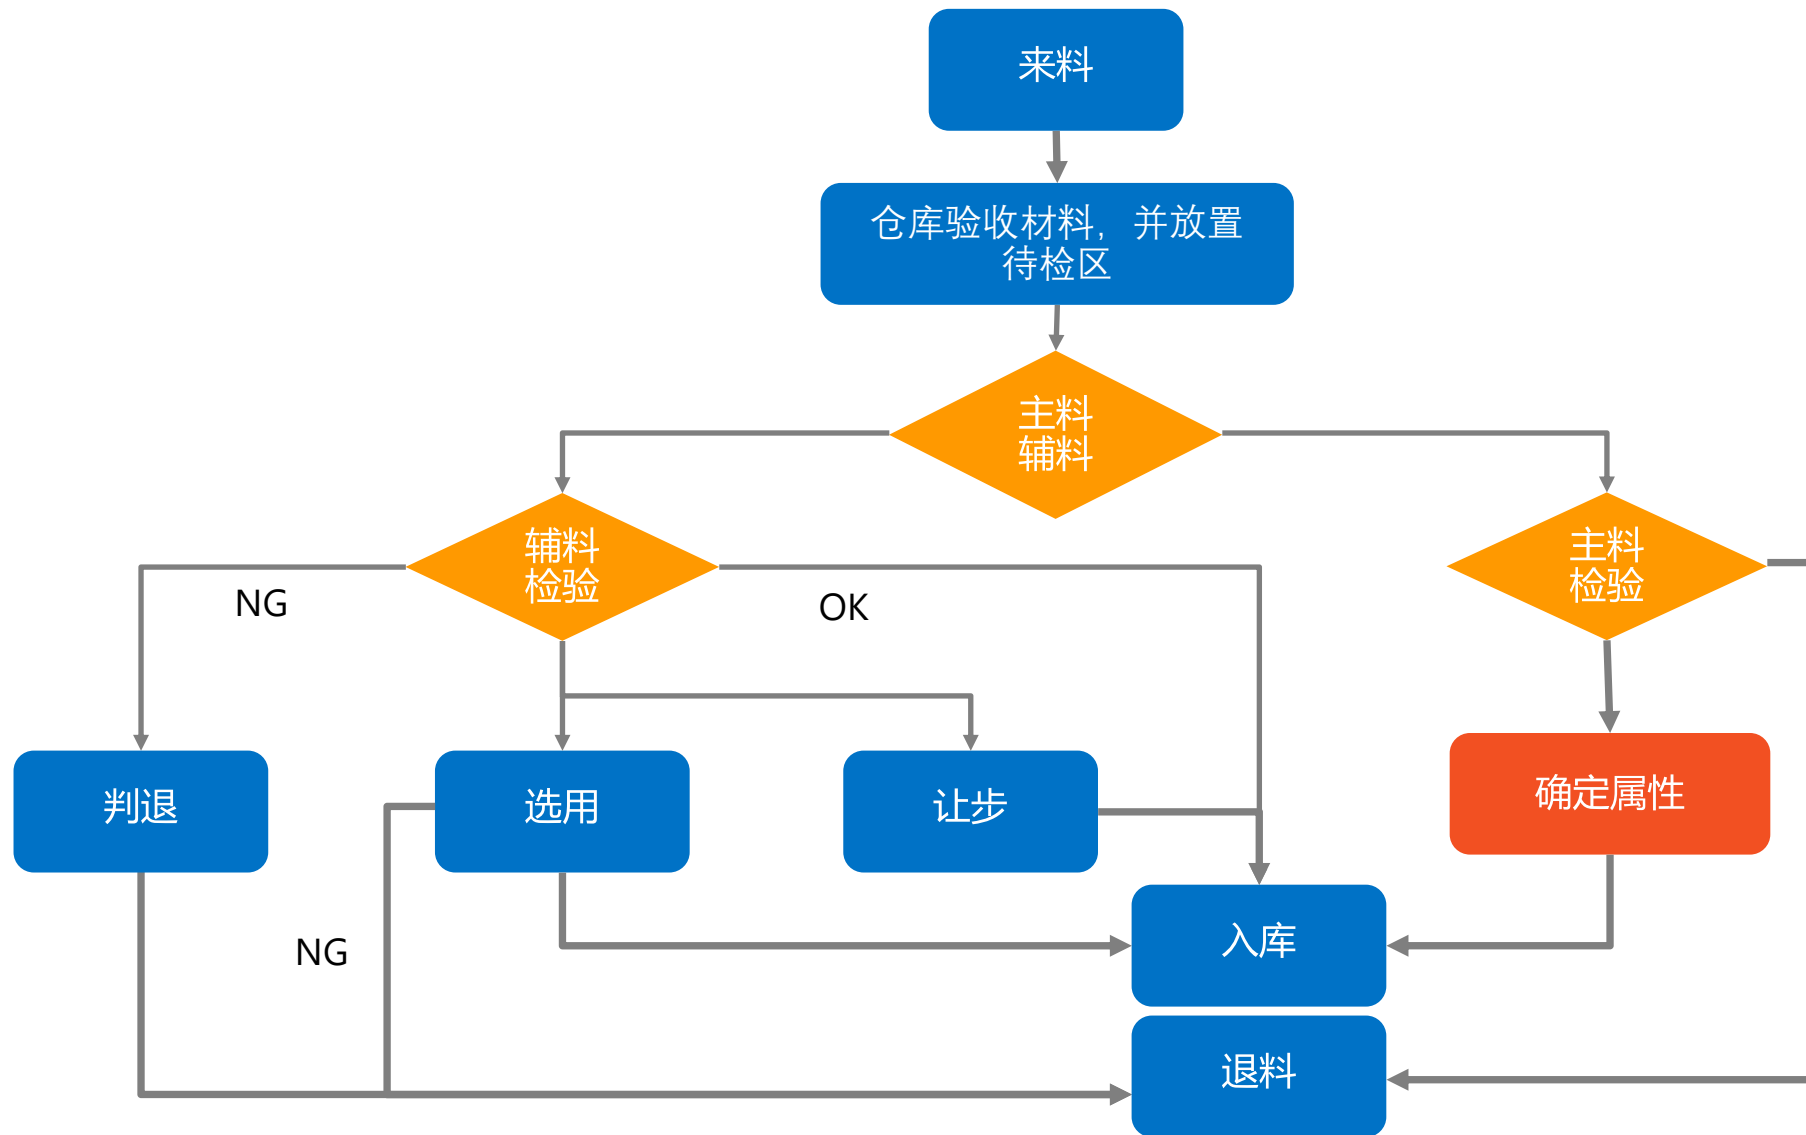 来料
仓库验收材料，并放置
待检区
主料
辅料
辅料
检验
主料
检验
NG
OK
判退
选用
让步
确定属性
入库
NG
退料